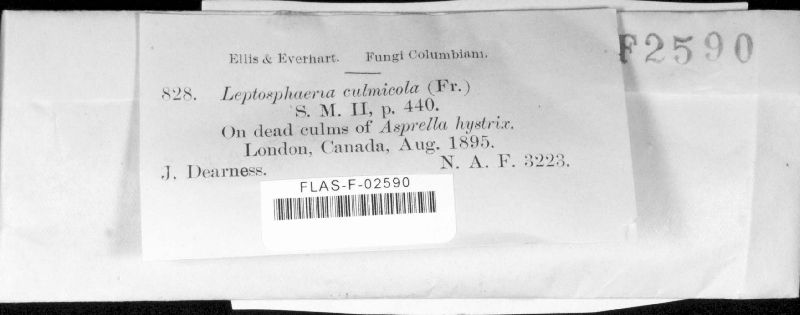 Ellis & Everhart. Fungi Columbiani.
F2590
828. Leptosphaeria culmicola (Fr.)
S. M. II, p. 440.
On dead culms of Asprella hystrix.
London, Canada, Aug. 1895.
J. Dearness. N. A. F. 3223.
FLAS-F-02590